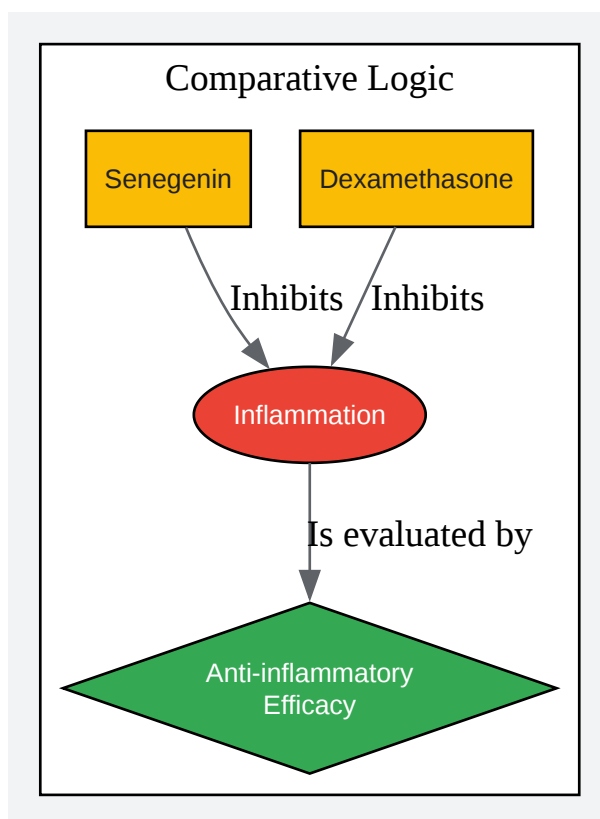 Comparative Logic
Senegenin
Dexamethasone
Inhibits
Inhibits
Inflammation
Is evaluated by
Anti-inflammatory
Efficacy